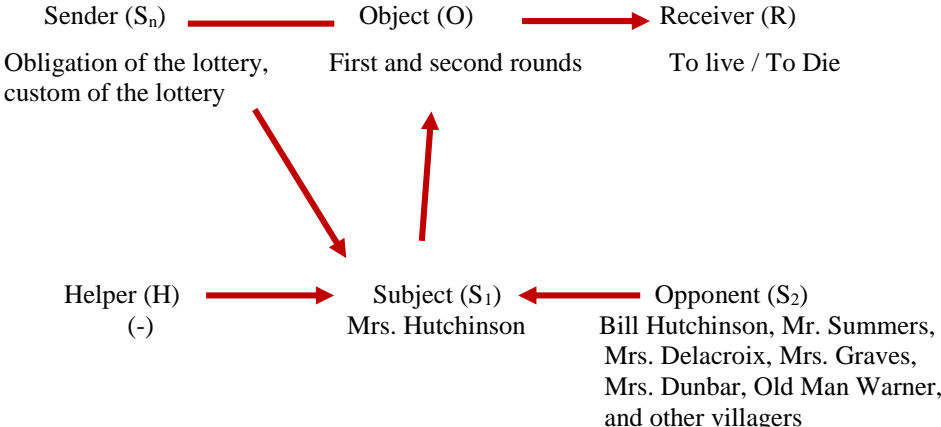 Sender (Sₙ) Object (O) Receiver (R)
Obligation of the lottery, First and second rounds To live / To Die
custom of the lottery
Helper (H) Subject (S₁) Opponent (S₂)
(-) Mrs. Hutchinson Bill Hutchinson, Mr. Summers,
Mrs. Delacroix, Mrs. Graves,
Mrs. Dunbar, Old Man Warner,
and other villagers